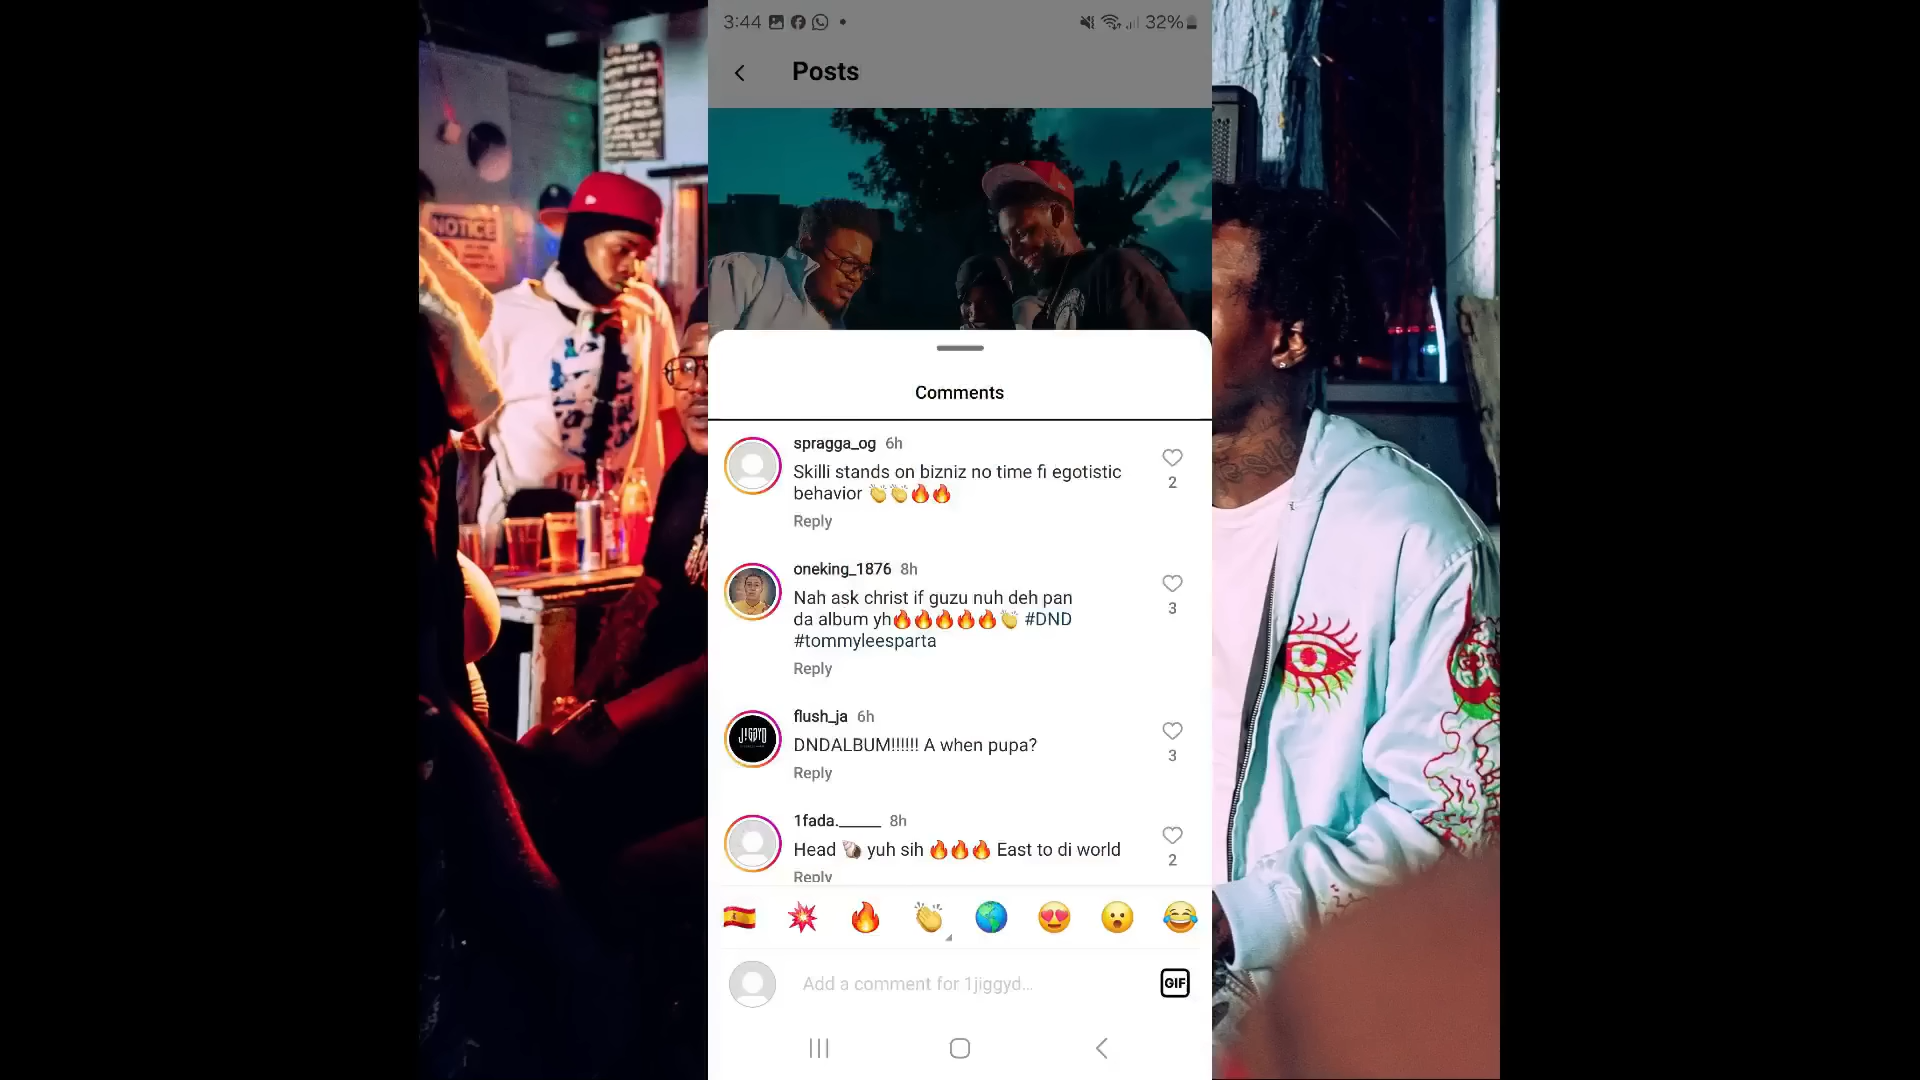 3:44
32%
Posts
NOTICE
Comments
spragga_og 6h
Skilli stands on bizniz no time fi egotistic
behavior 👏👏🔥🔥
2
Reply
oneking_1876 8h
Nah ask christ if guzu nuh deh pan
da album yh🔥🔥🔥🔥🔥👏 #DND
#tommyleesparta
3
Reply
flush_ja 6h
DNDALBUM!!!!!! A when pupa?
3
Reply
1fada.______ 8h
Head 🐚 yuh sih 🔥🔥🔥 East to di world
2
Reply
Add a comment for 1jiggyd...
GIF